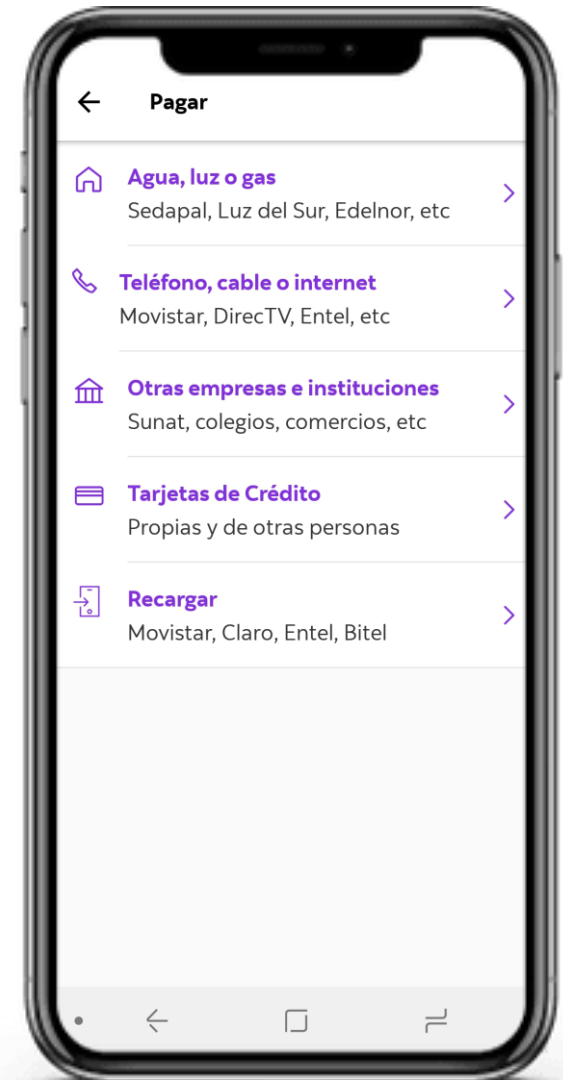 Pagar
Agua, luz o gas
Sedapal, Luz del Sur, Edelnor, etc
Teléfono, cable o internet
Movistar, DirecTV, Entel, etc
Otras empresas e instituciones
Sunat, colegios, comercios, etc
Tarjetas de Crédito
Propias y de otras personas
Recargar
Movistar, Claro, Entel, Bitel